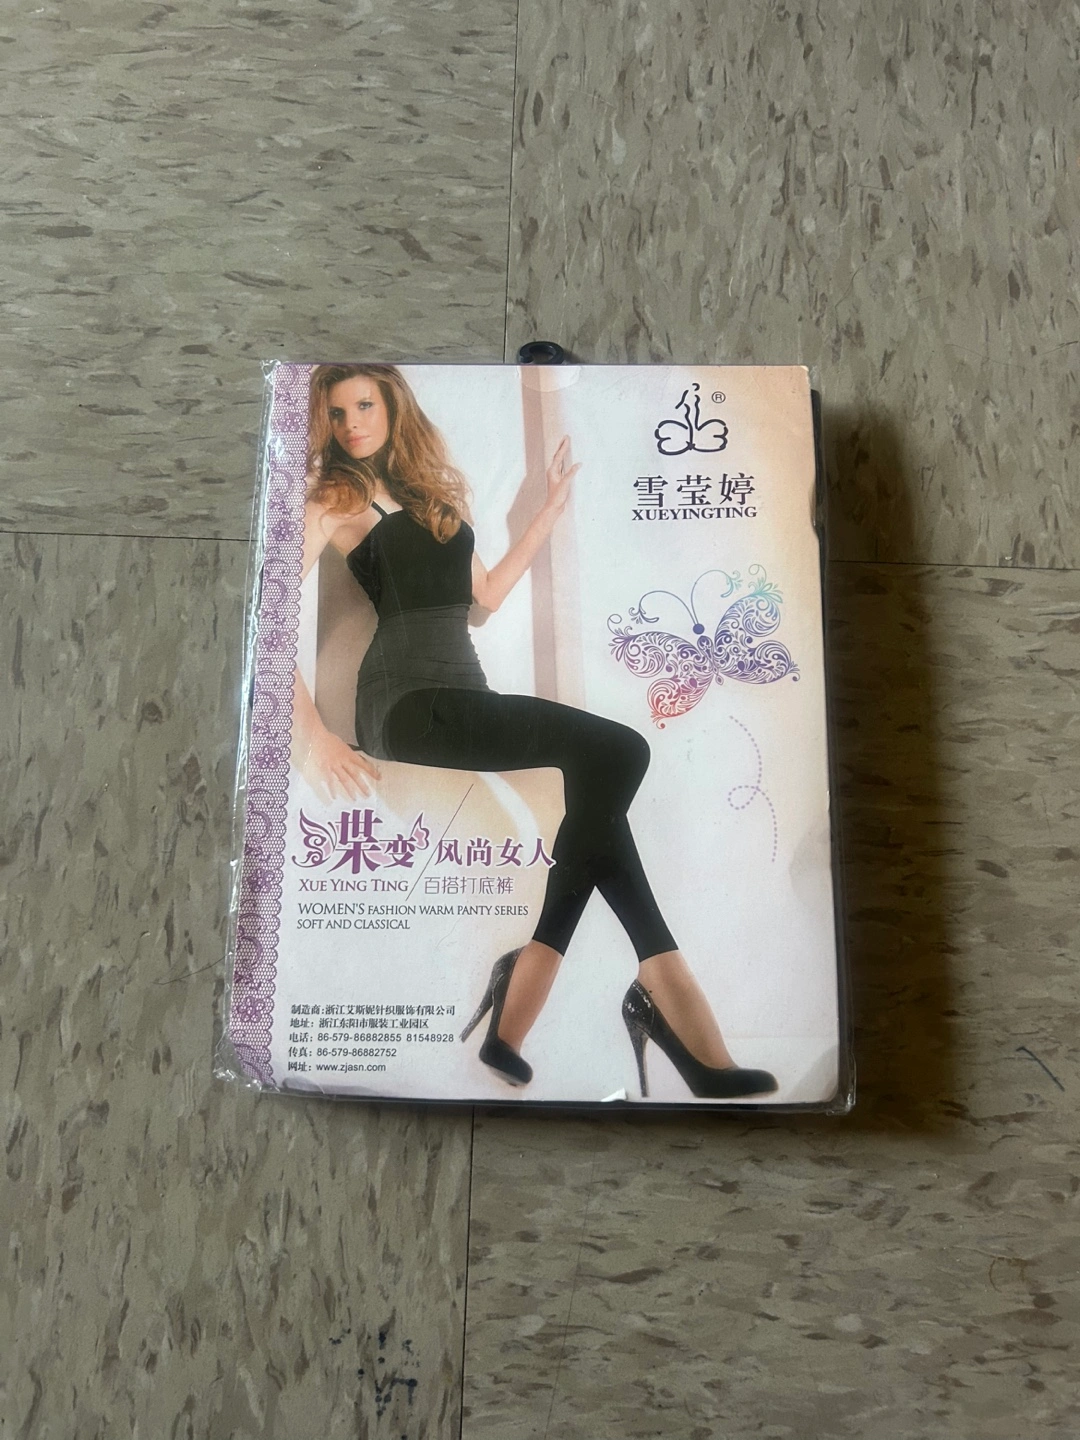 ®
雪莹婷
XUEYINGTING
蝶变/风尚女人
XUE YING TING/百搭打底裤
WOMEN'S FASHION WARM PANTY SERIES
SOFT AND CLASSICAL
制造商:浙江艾斯妮针织服饰有限公司
地址：浙江东阳市服装工业园区
电话：86-579-86882855 81548928
传真：86-579-86882752
网址：www.zjasn.com